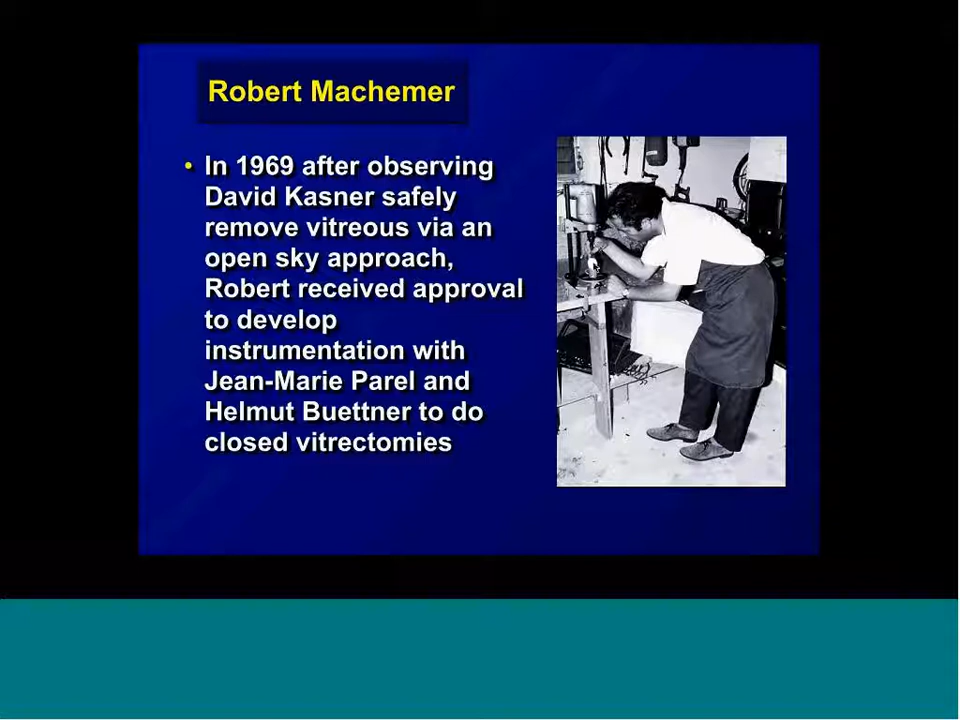 Robert Machemer
• In 1969 after observing
David Kasner safely
remove vitreous via an
open sky approach,
Robert received approval
to develop
instrumentation with
Jean-Marie Parel and
Helmut Buettner to do
closed vitrectomies